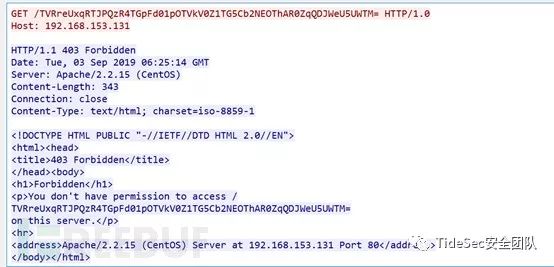 GET /TVRreUxqRTJPQzR4TGpFd01pOTVkV0Z1TG5Cb2NEOThAR0ZqQDJWeU5UWTM= HTTP/1.0
Host: 192.168.153.131
HTTP/1.1 403 Forbidden
Date: Tue, 03 Sep 2019 06:25:14 GMT
Server: Apache/2.2.15 (CentOS)
Content-Length: 343
Connection: close
Content-Type: text/html; charset=iso-8859-1
<!DOCTYPE HTML PUBLIC "-//IETF//DTD HTML 2.0//EN">
<html><head>
<title>403 Forbidden</title>
</head><body>
<h1>Forbidden</h1>
<p>You don't have permission to access /
TVRreUxqRTJPQzR4TGpFd01pOTVkV0Z1TG5Cb2NEOThAR0ZqQDJWeU5UWTM=
on this server.</p>
<hr>
<address>Apache/2.2.15 (CentOS) Server at 192.168.153.131 Port 80</address>
</body></html>
REEBUF
TideSec安全团队